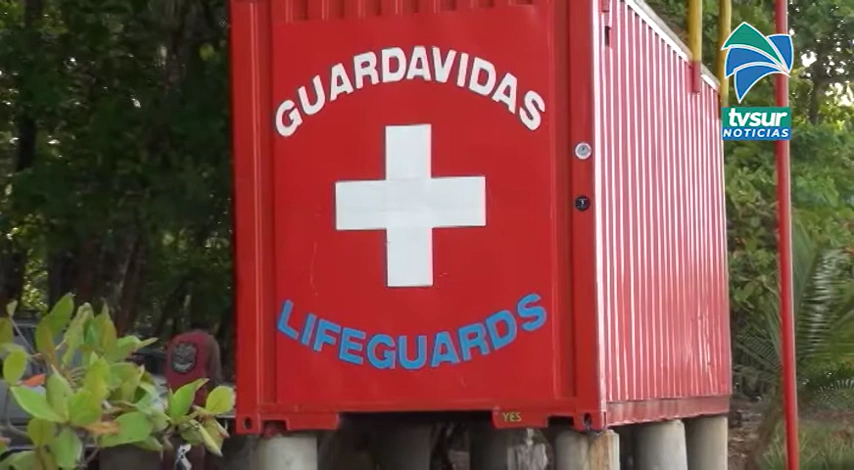 GUARDAVIDAS
LIFEGUARDS
YES
tvsur
NOTICIAS